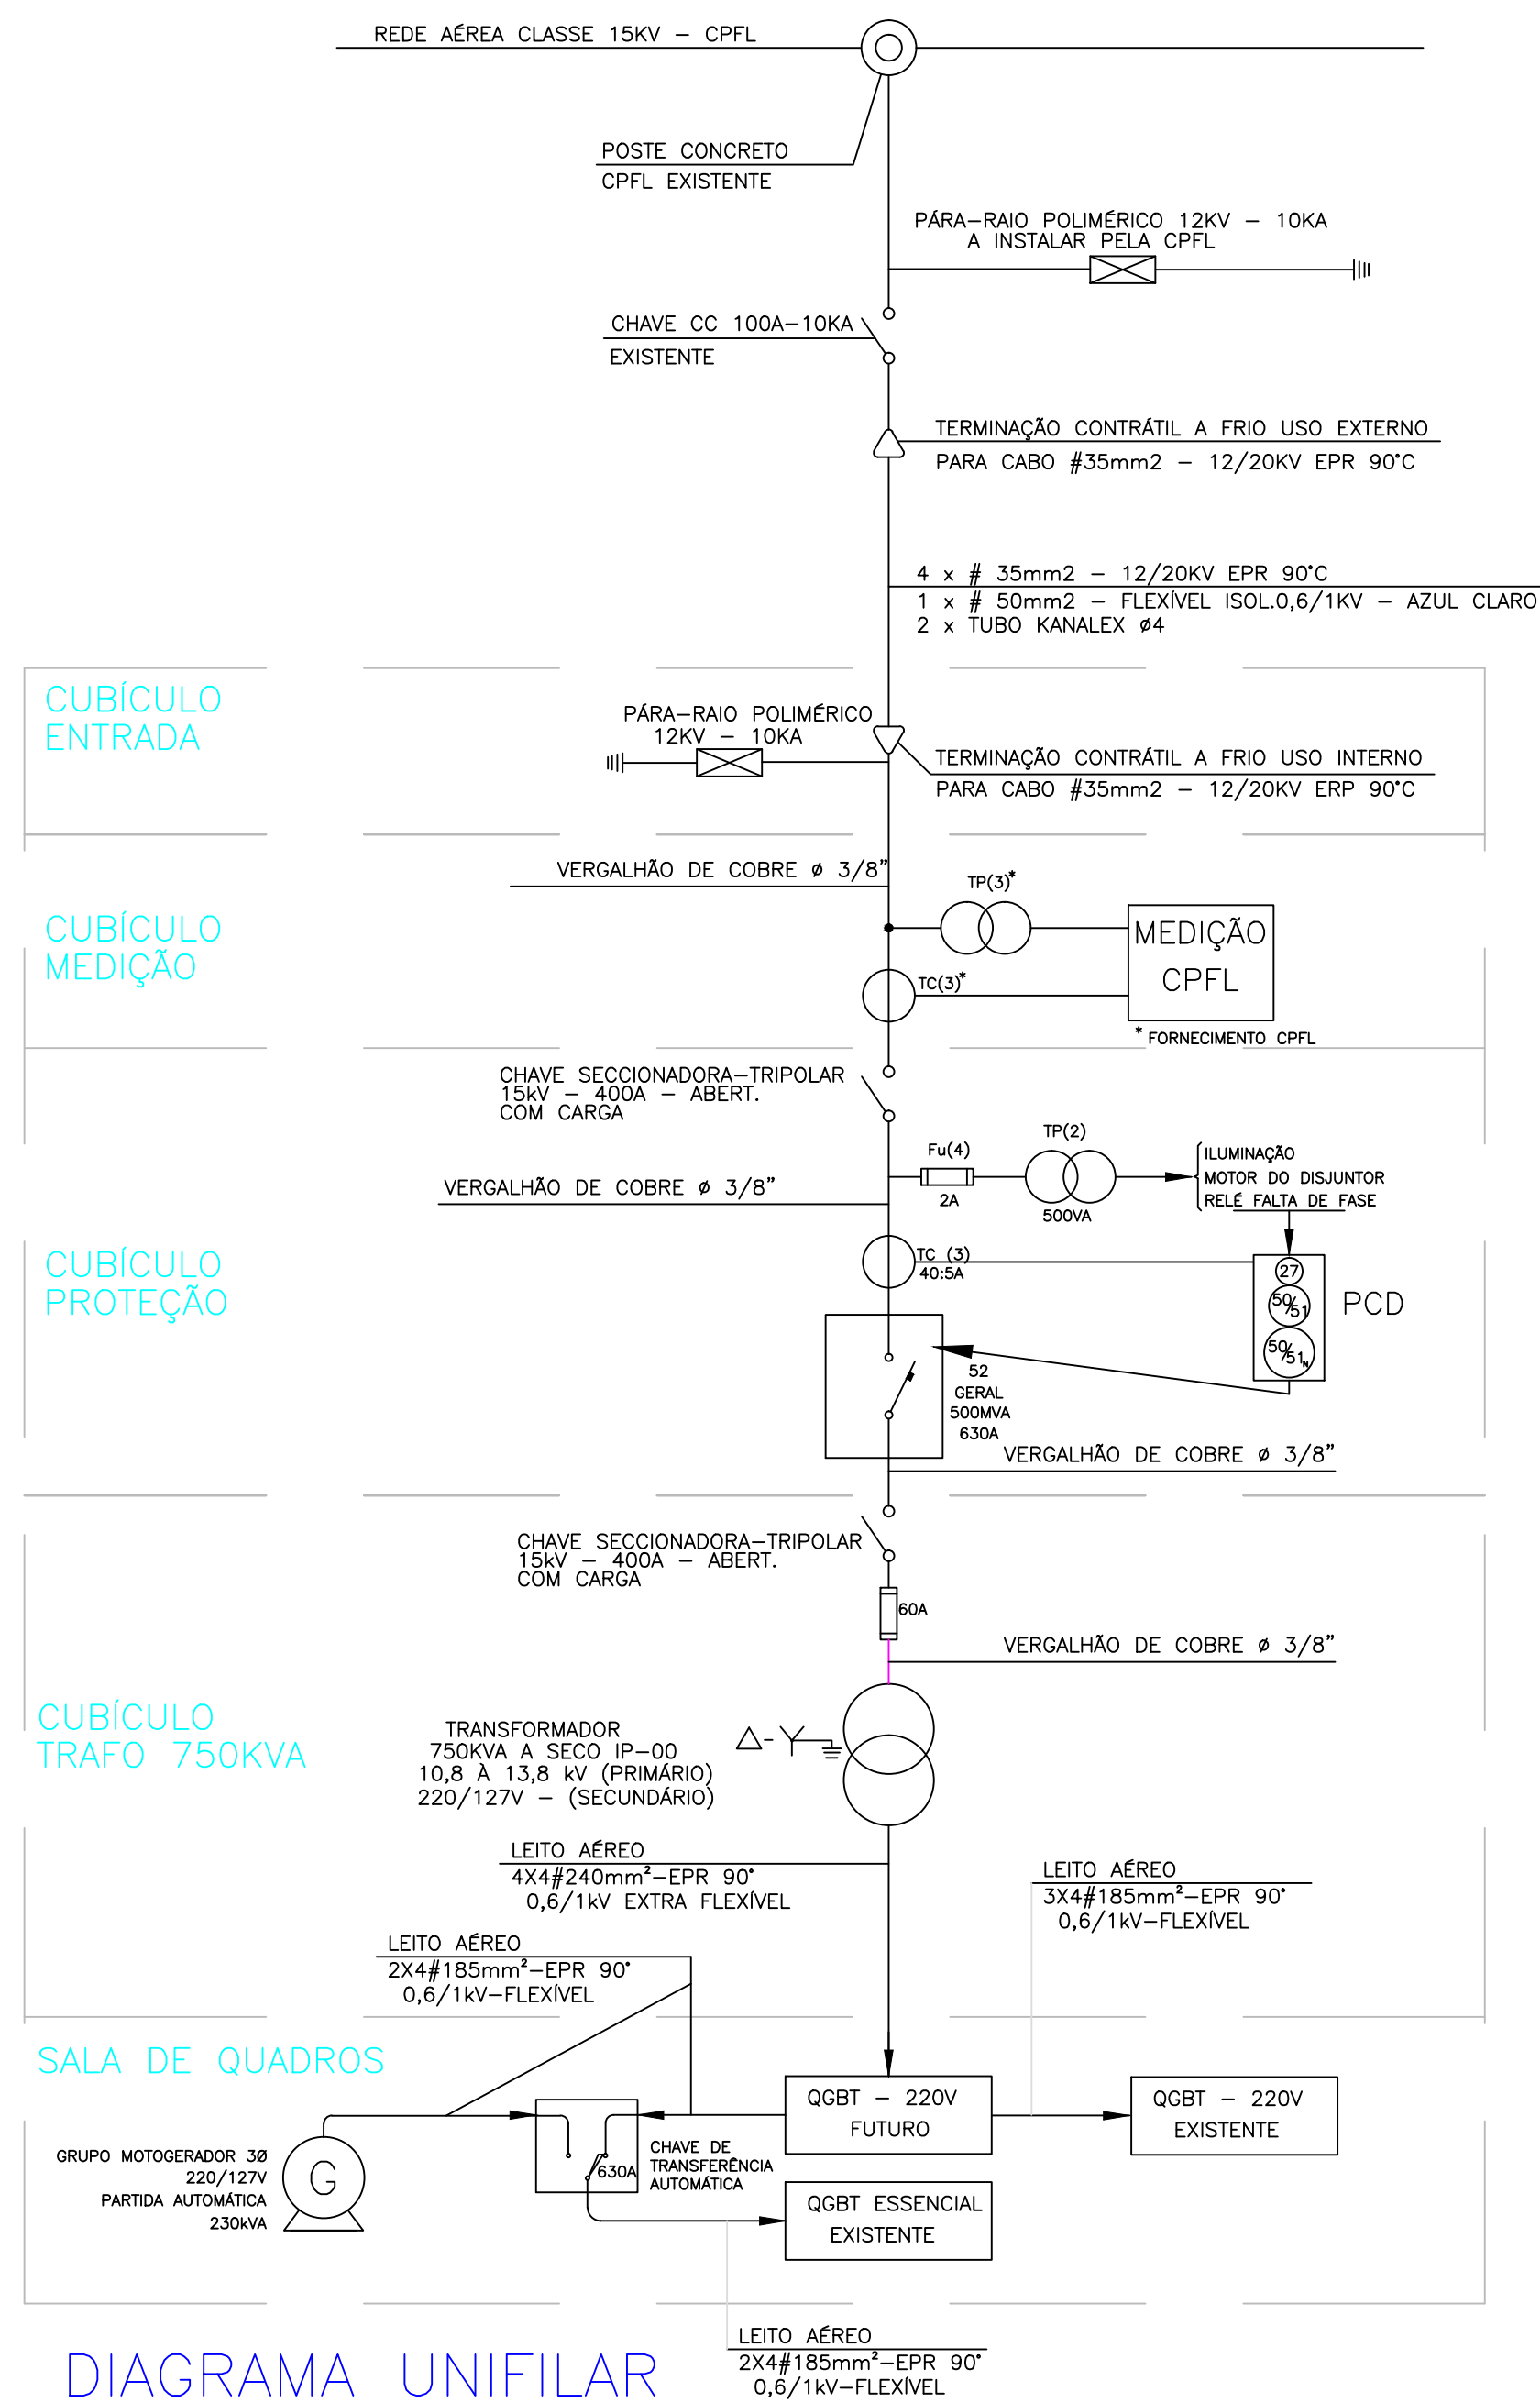 REDE AÉREA CLASSE 15KV – CPFL
POSTE CONCRETO
CPFL EXISTENTE
PÁRA–RAIO POLIMÉRICO 12KV – 10KA
A INSTALAR PELA CPFL
CHAVE CC 100A–10KA
EXISTENTE
TERMINAÇÃO CONTRÁTIL A FRIO USO EXTERNO
PARA CABO #35mm2 – 12/20KV EPR 90°C
4 x # 35mm2 – 12/20KV EPR 90°C
1 x # 50mm2 – FLEXÍVEL ISOL.0,6/1KV – AZUL CLARO
2 x TUBO KANALEX ø4
CUBÍCULO
ENTRADA
PÁRA–RAIO POLIMÉRICO
12KV – 10KA
TERMINAÇÃO CONTRÁTIL A FRIO USO INTERNO
PARA CABO #35mm2 – 12/20KV ERP 90°C
VERGALHÃO DE COBRE ø 3/8”
CUBÍCULO
MEDIÇÃO
TP(3)*
TC(3)*
MEDIÇÃO
CPFL
* FORNECIMENTO CPFL
CHAVE SECCIONADORA–TRIPOLAR
15kV – 400A – ABERT.
COM CARGA
Fu(4)
2A
TP(2)
500VA
ILUMINAÇÃO
MOTOR DO DISJUNTOR
RELÉ FALTA DE FASE
VERGALHÃO DE COBRE ø 3/8”
CUBÍCULO
PROTEÇÃO
TC (3)
40:5A
27
50/51
50/51N
PCD
52
GERAL
500MVA
630A
VERGALHÃO DE COBRE ø 3/8”
CHAVE SECCIONADORA–TRIPOLAR
15kV – 400A – ABERT.
COM CARGA
60A
VERGALHÃO DE COBRE ø 3/8”
CUBÍCULO
TRAFO 750KVA
TRANSFORMADOR
750KVA A SECO IP–00
10,8 À 13,8 kV (PRIMÁRIO)
220/127V – (SECUNDÁRIO)
LEITO AÉREO
4X4#240mm²–EPR 90°
0,6/1kV EXTRA FLEXÍVEL
LEITO AÉREO
3X4#185mm²–EPR 90°
0,6/1kV–FLEXÍVEL
LEITO AÉREO
2X4#185mm²–EPR 90°
0,6/1kV–FLEXÍVEL
SALA DE QUADROS
QGBT – 220V
FUTURO
QGBT – 220V
EXISTENTE
GRUPO MOTOGERADOR 3Ø
220/127V
PARTIDA AUTOMÁTICA
230kVA
G
630A
CHAVE DE
TRANSFERÊNCIA
AUTOMÁTICA
QGBT ESSENCIAL
EXISTENTE
LEITO AÉREO
2X4#185mm²–EPR 90°
0,6/1kV–FLEXÍVEL
DIAGRAMA UNIFILAR